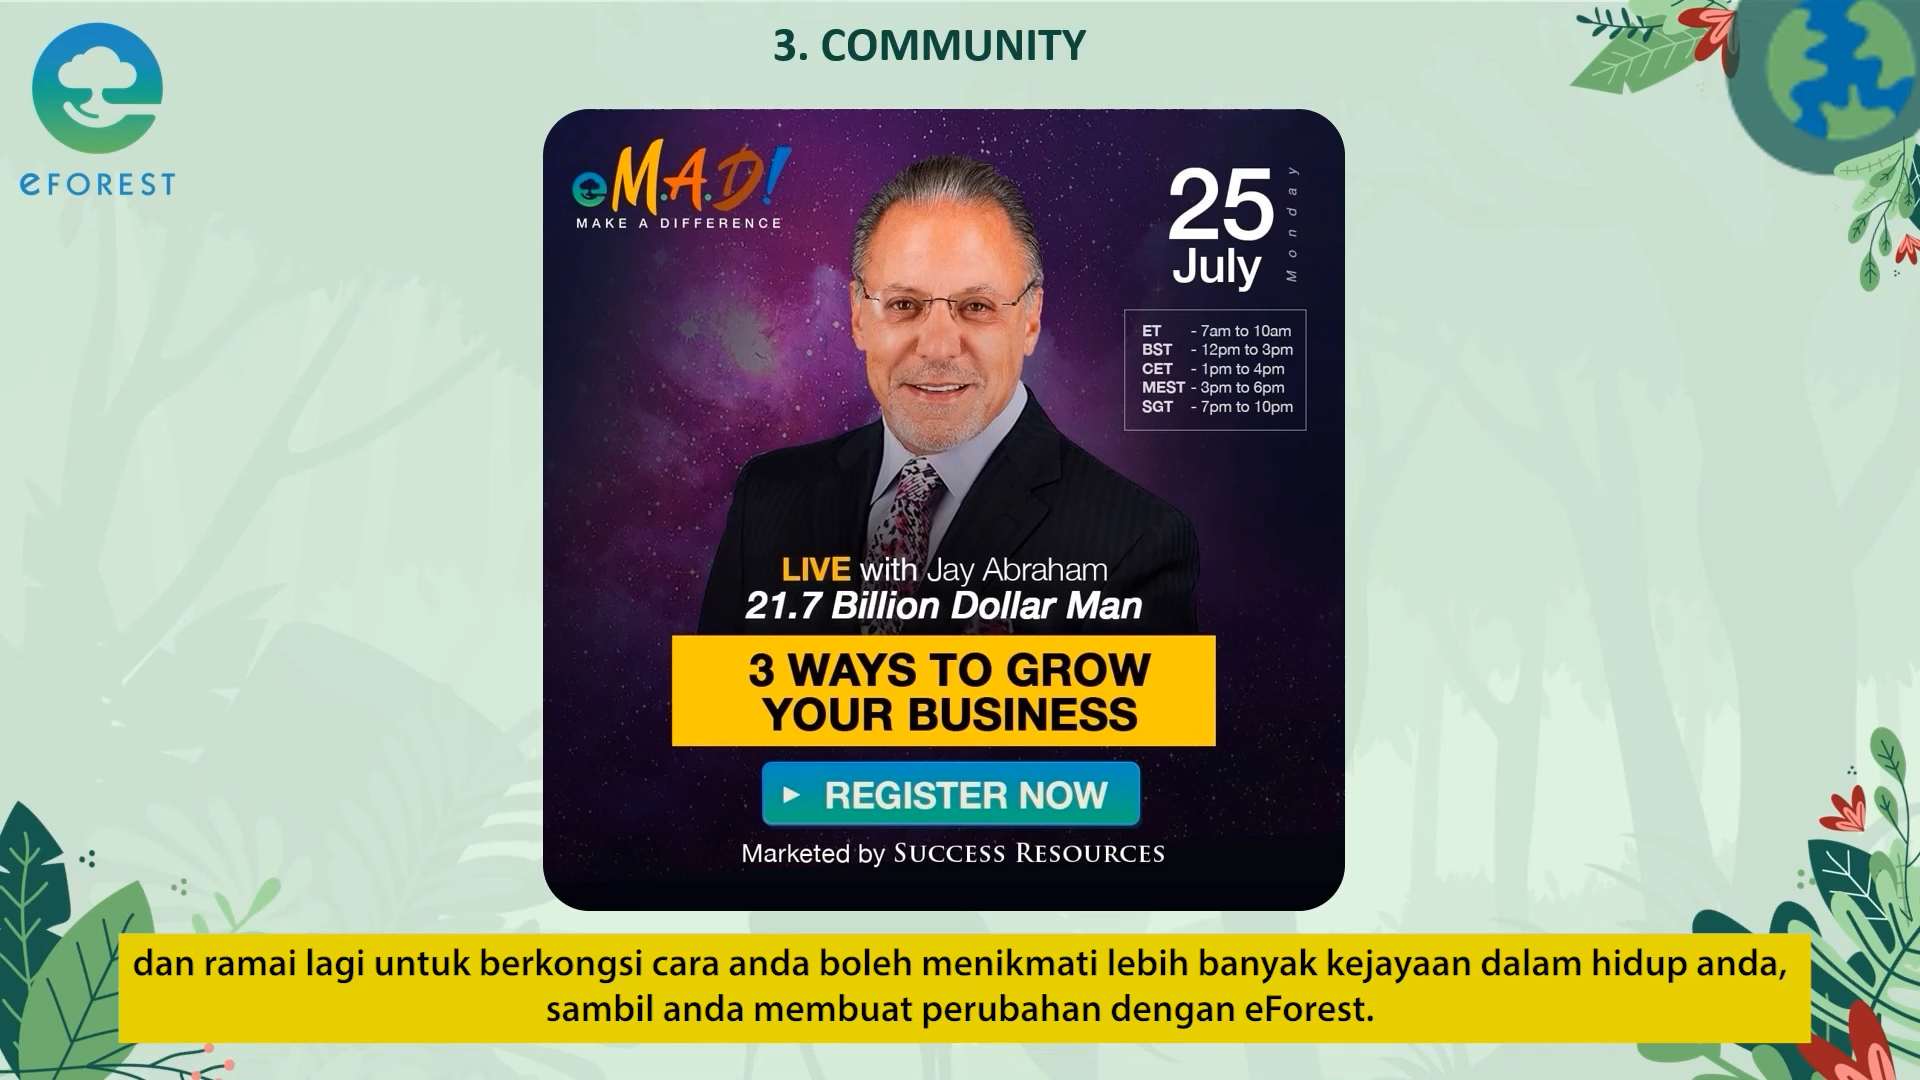 3. COMMUNITY
eFOREST
eM.A.D!
MAKE A DIFFERENCE
25
July
Monday
ET - 7am to 10am
BST - 12pm to 3pm
CET - 1pm to 4pm
MEST - 3pm to 6pm
SGT - 7pm to 10pm
LIVE with Jay Abraham
21.7 Billion Dollar Man
3 WAYS TO GROW
YOUR BUSINESS
REGISTER NOW
Marketed by SUCCESS RESOURCES
dan ramai lagi untuk berkongsi cara anda boleh menikmati lebih banyak kejayaan dalam hidup anda,
sambil anda membuat perubahan dengan eForest.